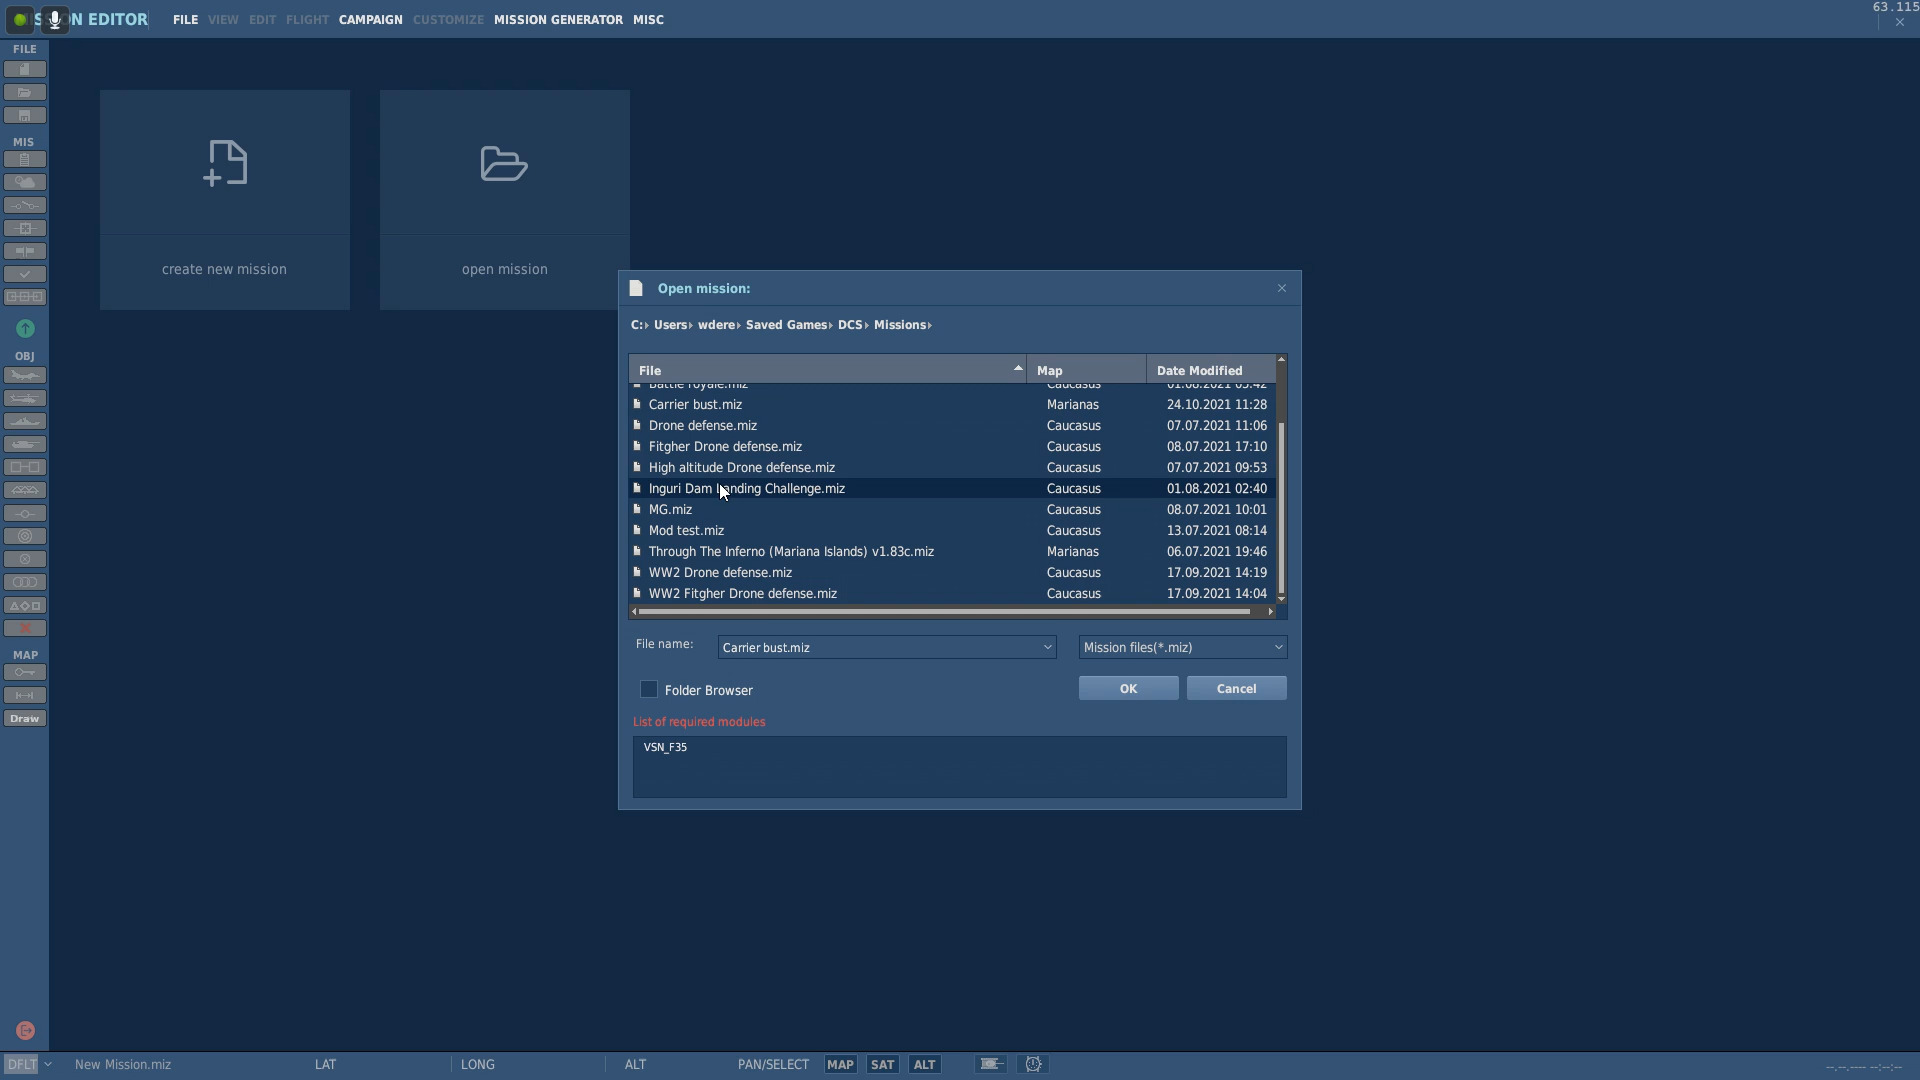 63.115
ON EDITOR FILE VIEW EDIT FLIGHT CAMPAIGN CUSTOMIZE MISSION GENERATOR MISC
FILE
MIS
OBJ
MAP
Draw
create new mission
open mission
Open mission:
C: Users wdere Saved Games DCS Missions
File Map Date Modified
Battle royale.miz Caucasus 01.08.2021 05:42
Carrier bust.miz Marianas 24.10.2021 11:28
Drone defense.miz Caucasus 07.07.2021 11:06
Fitgher Drone defense.miz Caucasus 08.07.2021 17:10
High altitude Drone defense.miz Caucasus 07.07.2021 09:53
Inguri Dam Landing Challenge.miz Caucasus 01.08.2021 02:40
MG.miz Caucasus 08.07.2021 10:01
Mod test.miz Caucasus 13.07.2021 08:14
Through The Inferno (Mariana Islands) v1.83c.miz Marianas 06.07.2021 19:46
WW2 Drone defense.miz Caucasus 17.09.2021 14:19
WW2 Fitgher Drone defense.miz Caucasus 17.09.2021 14:04
File name: Carrier bust.miz Mission files(*.miz)
Folder Browser OK Cancel
List of required modules
VSN_F35
DFLT New Mission.miz LAT LONG ALT PAN/SELECT MAP SAT ALT --.--.---- --:--:--